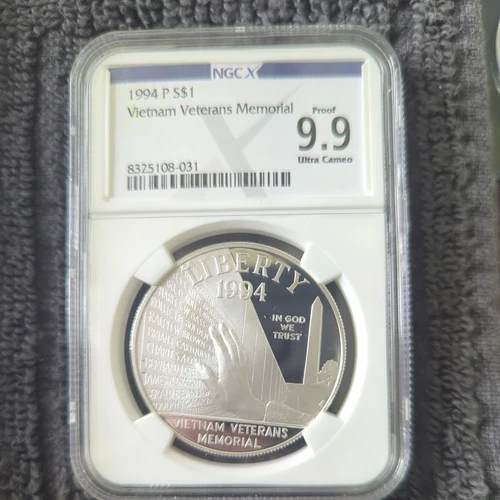 NGC X
1994 P S$1
Vietnam Veterans Memorial
Proof
9.9
Ultra Cameo
8325108-031
LIBERTY
1994
IN GOD
WE
TRUST
VIETNAM VETERANS
MEMORIAL